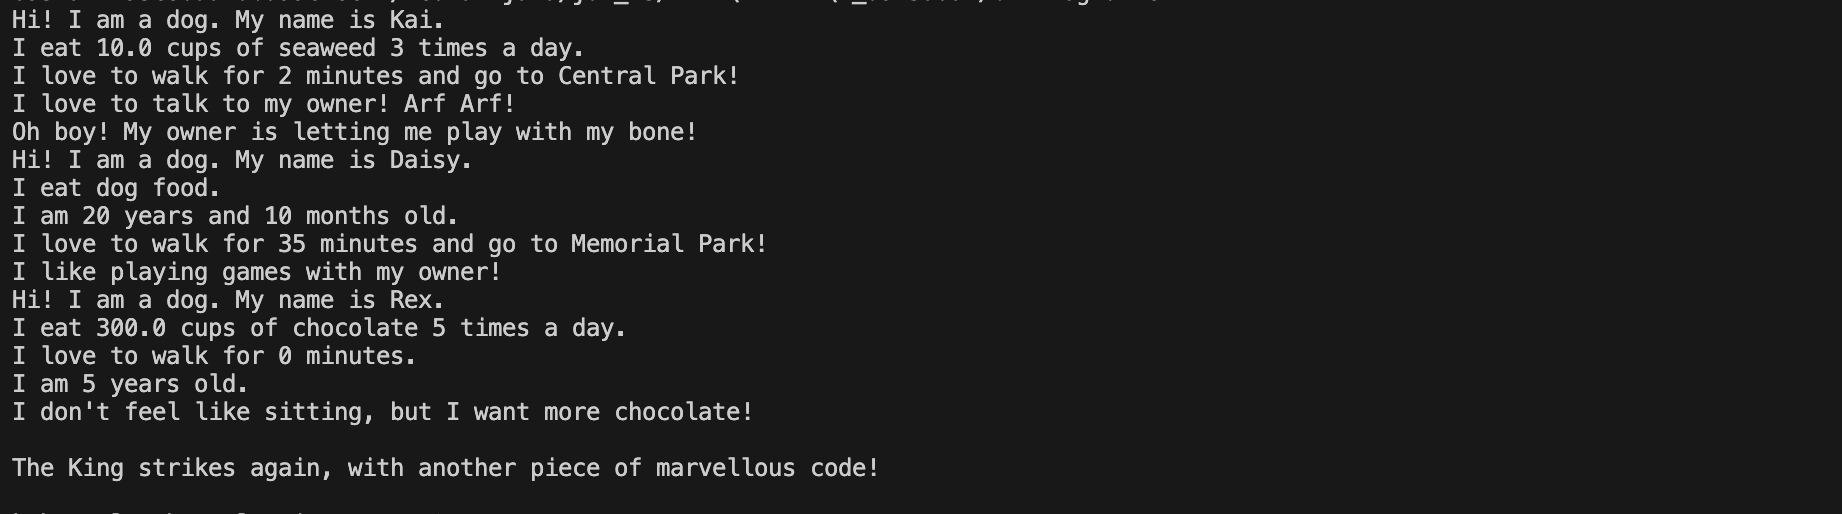 Hi! I am a dog. My name is Kai.
I eat 10.0 cups of seaweed 3 times a day.
I love to walk for 2 minutes and go to Central Park!
I love to talk to my owner! Arf Arf!
Oh boy! My owner is letting me play with my bone!
Hi! I am a dog. My name is Daisy.
I eat dog food.
I am 20 years and 10 months old.
I love to walk for 35 minutes and go to Memorial Park!
I like playing games with my owner!
Hi! I am a dog. My name is Rex.
I eat 300.0 cups of chocolate 5 times a day.
I love to walk for 0 minutes.
I am 5 years old.
I don't feel like sitting, but I want more chocolate!
The King strikes again, with another piece of marvellous code!